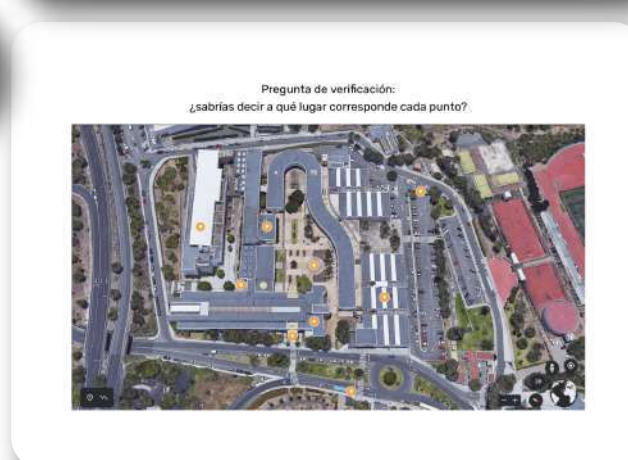 Pregunta de verificación:
¿sabrías decir a qué lugar corresponde cada punto?